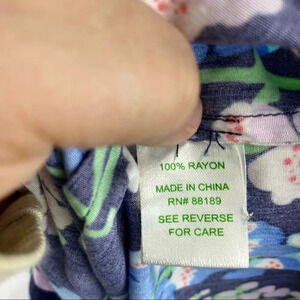 100% RAYON
MADE IN CHINA
RN# 88189
SEE REVERSE
FOR CARE